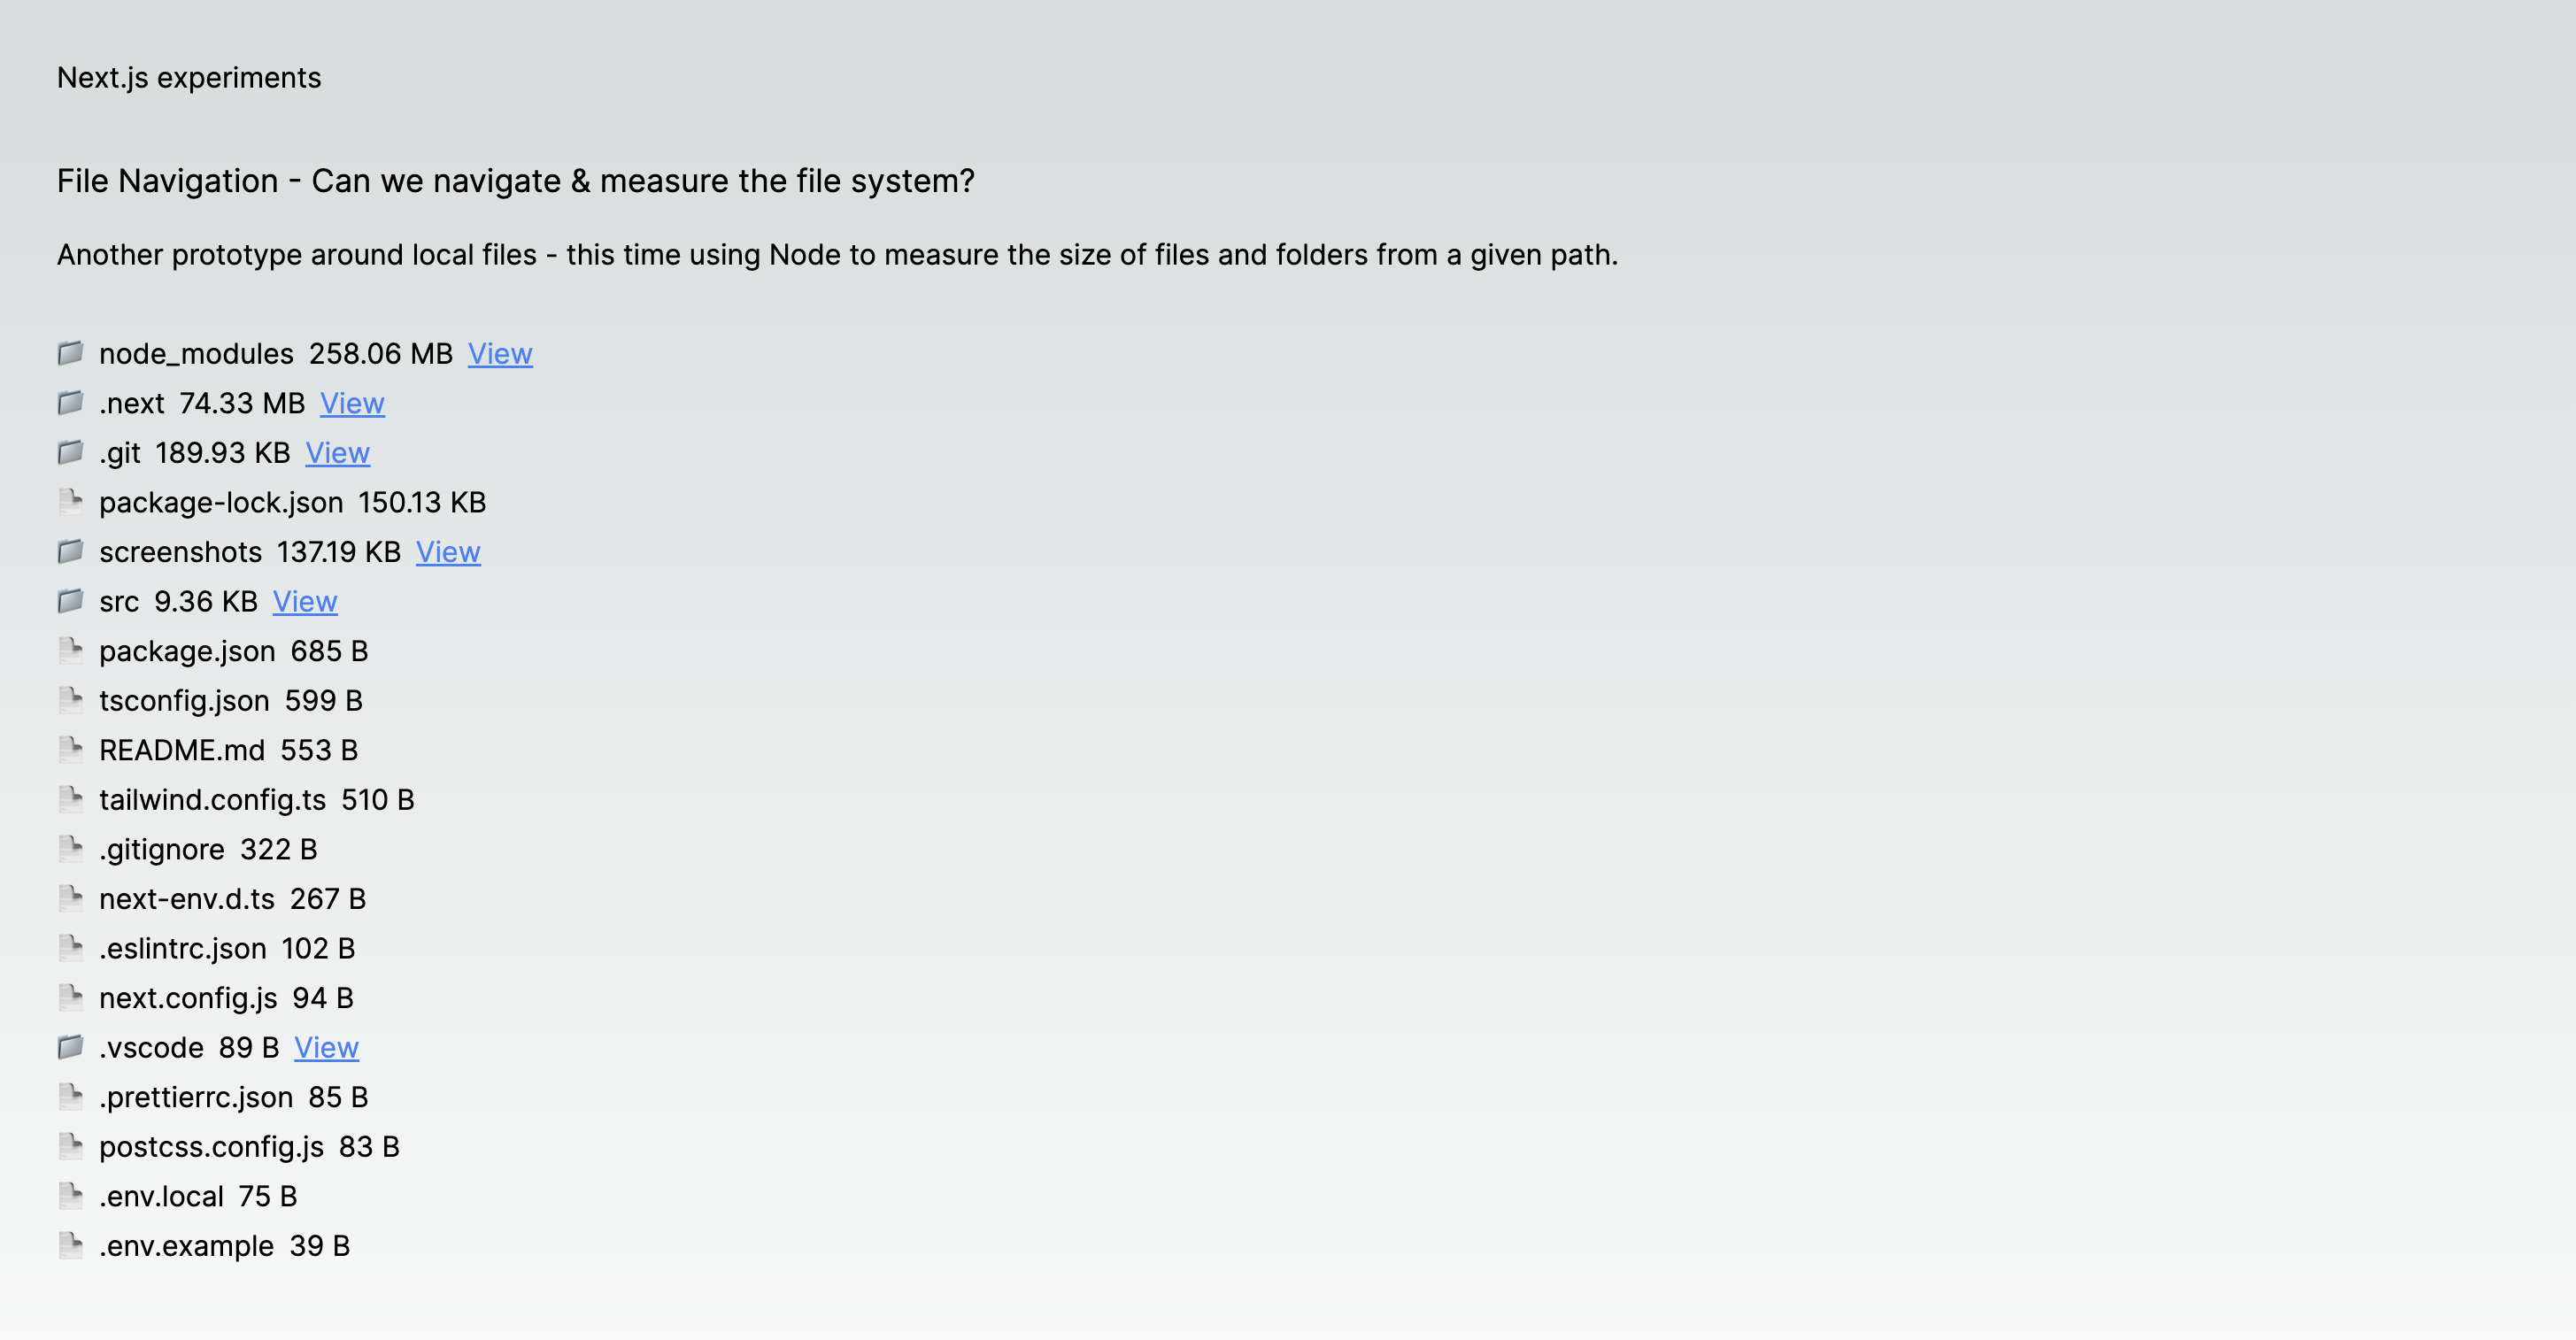 Next.js experiments
File Navigation - Can we navigate & measure the file system?
Another prototype around local files - this time using Node to measure the size of files and folders from a given path.
node_modules 258.06 MB View
.next 74.33 MB View
.git 189.93 KB View
package-lock.json 150.13 KB
screenshots 137.19 KB View
src 9.36 KB View
package.json 685 B
tsconfig.json 599 B
README.md 553 B
tailwind.config.ts 510 B
.gitignore 322 B
next-env.d.ts 267 B
.eslintrc.json 102 B
next.config.js 94 B
.vscode 89 B View
.prettierrc.json 85 B
postcss.config.js 83 B
.env.local 75 B
.env.example 39 B